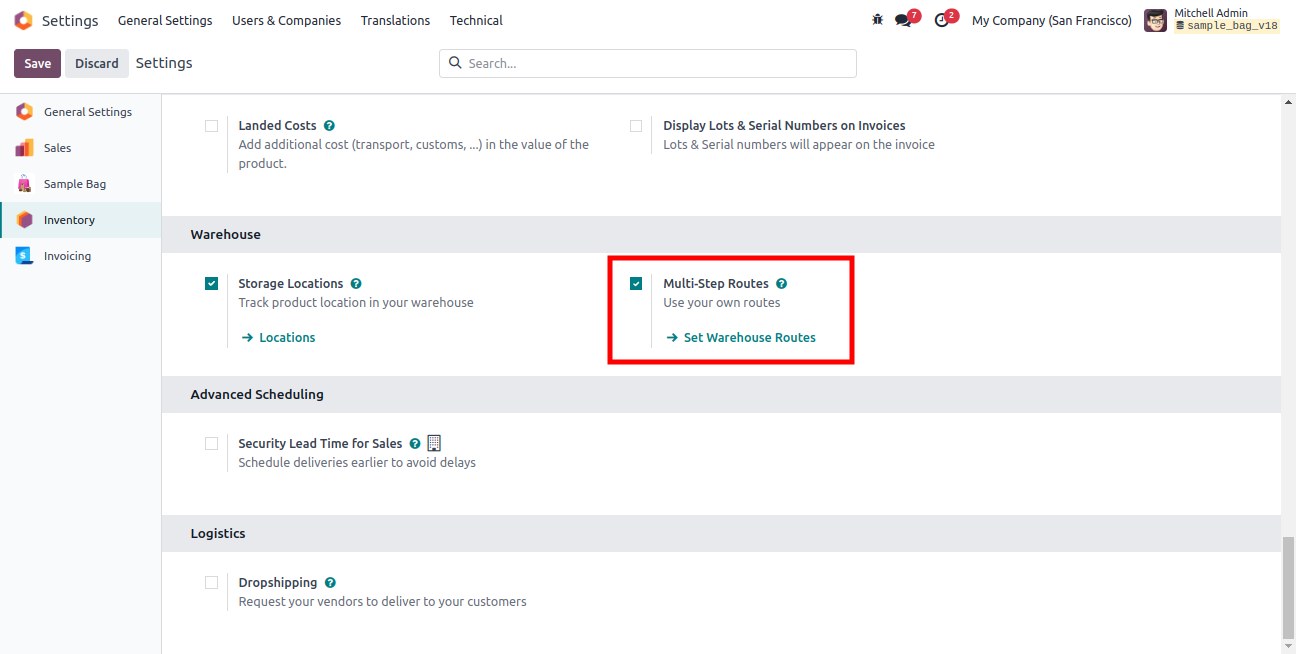 Settings General Settings Users & Companies Translations Technical 7 2 My Company (San Francisco) Mitchell Admin
sample_bag_v18
Save Discard Settings Search...
General Settings
Sales
Sample Bag
Inventory
Invoicing
Landed Costs ?
Add additional cost (transport, customs, ...) in the value of the
product.
Display Lots & Serial Numbers on Invoices
Lots & Serial numbers will appear on the invoice
Warehouse
Storage Locations ?
Track product location in your warehouse
Locations
Multi-Step Routes ?
Use your own routes
Set Warehouse Routes
Advanced Scheduling
Security Lead Time for Sales ?
Schedule deliveries earlier to avoid delays
Logistics
Dropshipping ?
Request your vendors to deliver to your customers